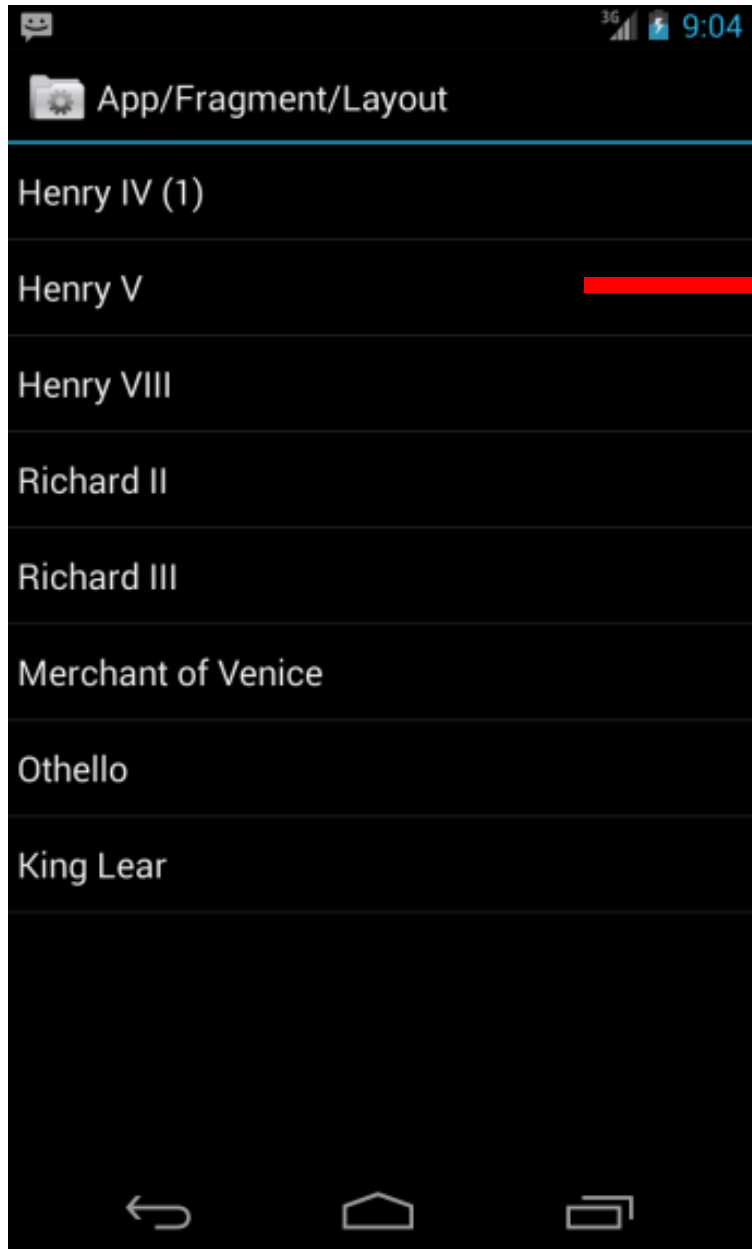 3G 9:04
App/Fragment/Layout
Henry IV (1)
Henry V
Henry VIII
Richard II
Richard III
Merchant of Venice
Othello
King Lear